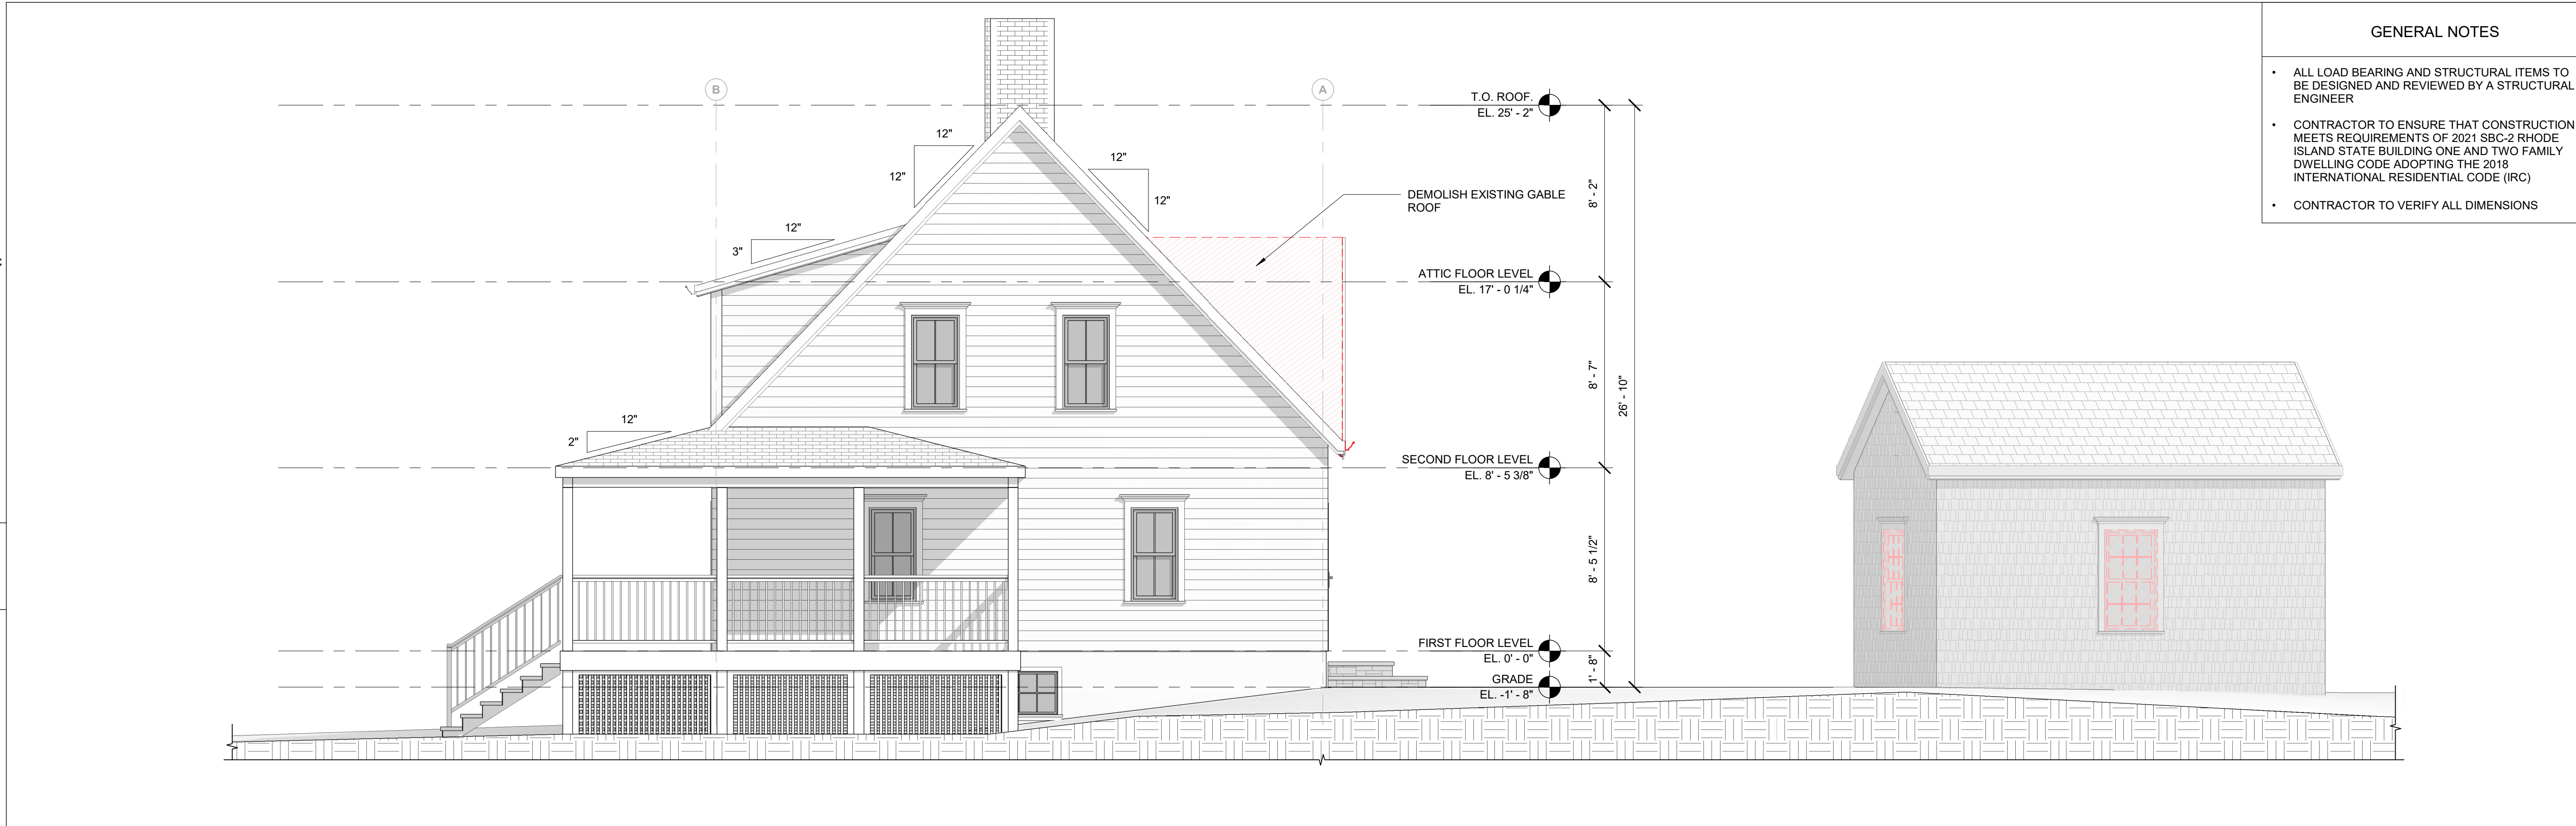 GENERAL NOTES
• ALL LOAD BEARING AND STRUCTURAL ITEMS TO
BE DESIGNED AND REVIEWED BY A STRUCTURAL
ENGINEER
• CONTRACTOR TO ENSURE THAT CONSTRUCTION
MEETS REQUIREMENTS OF 2021 SBC-2 RHODE
ISLAND STATE BUILDING ONE AND TWO FAMILY
DWELLING CODE ADOPTING THE 2018
INTERNATIONAL RESIDENTIAL CODE (IRC)
• CONTRACTOR TO VERIFY ALL DIMENSIONS
B
A
T.O. ROOF.
EL. 25' - 2"
12"
12"
12"
12"
DEMOLISH EXISTING GABLE
ROOF
8' - 2"
12"
3"
ATTIC FLOOR LEVEL
EL. 17' - 0 1/4"
8' - 7"
26' - 10"
12"
2"
SECOND FLOOR LEVEL
EL. 8' - 5 3/8"
8' - 5 1/2"
FIRST FLOOR LEVEL
EL. 0' - 0"
1' - 8"
GRADE
EL. -1' - 8"